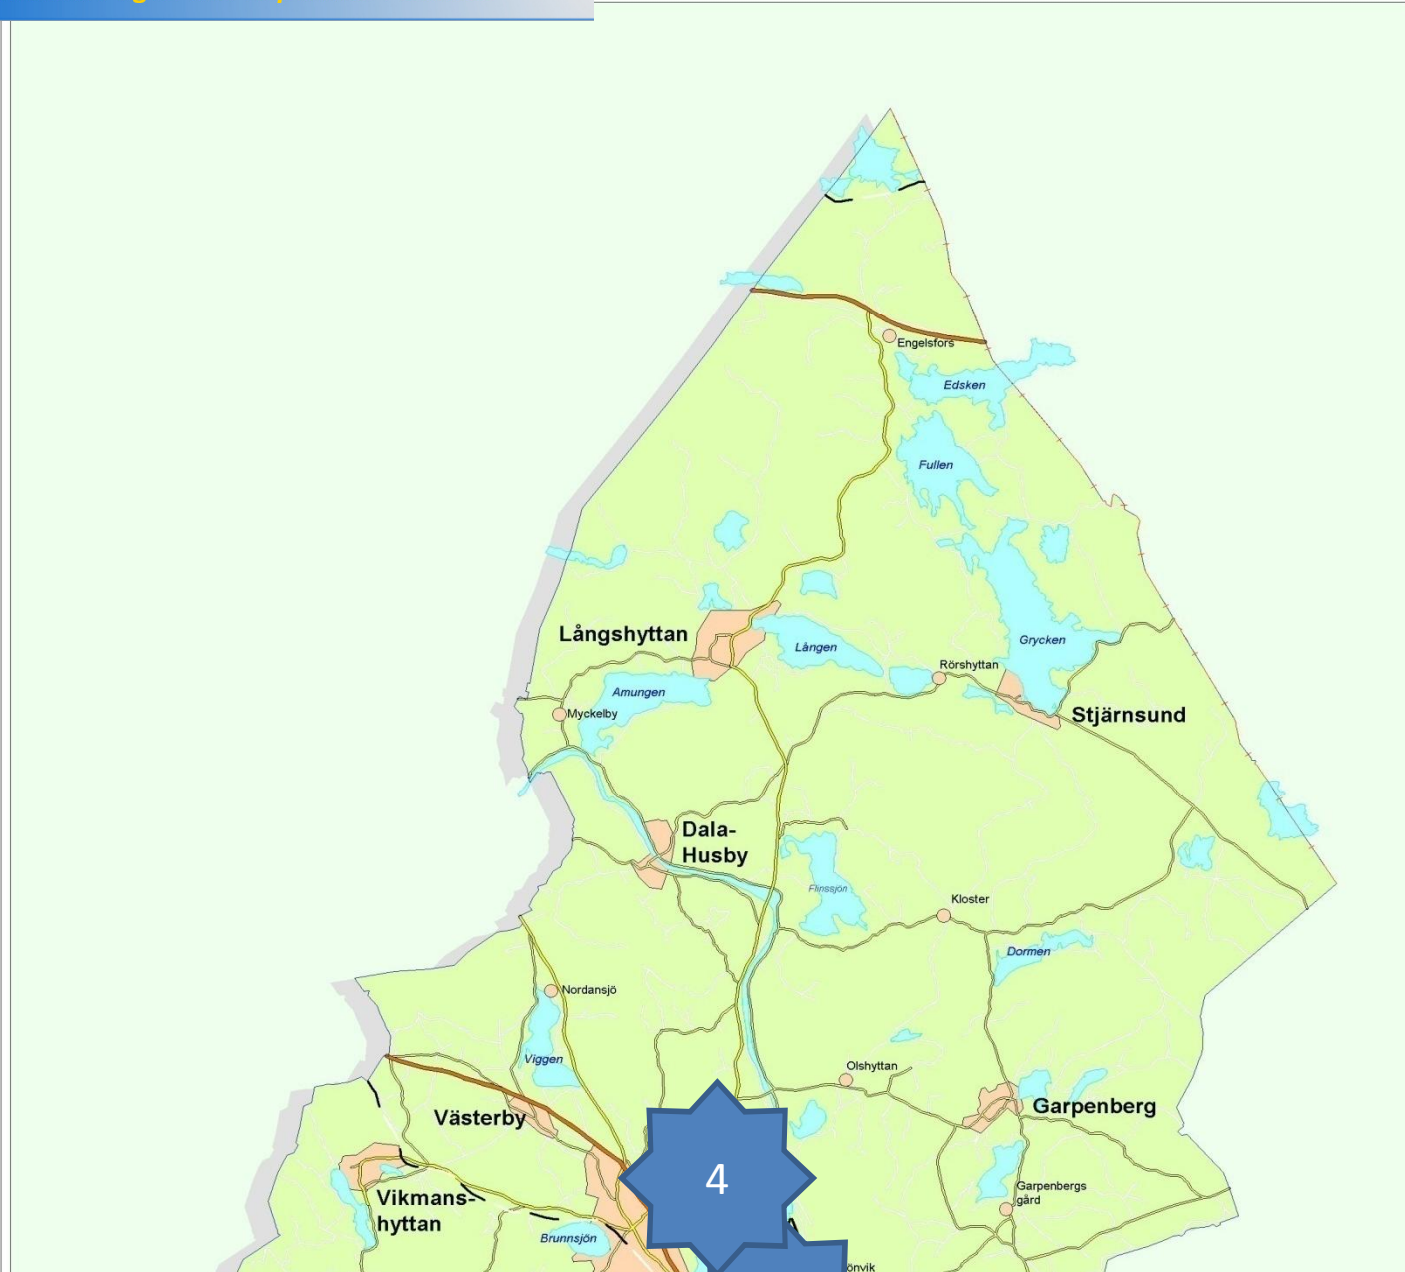 Engelsfors
Edsken
Fullen
Långshyttan
Lången
Grycken
Rörshyttan
Amungen
Myckelby
Stjärnsund
Dala-
Husby
Flinssjön
Kloster
Dormen
Nordansjö
Viggen
Olshyttan
Garpenberg
Västerby
4
Vikmans-
hyttan
Garpenbergs
gård
A
Brunnsjön